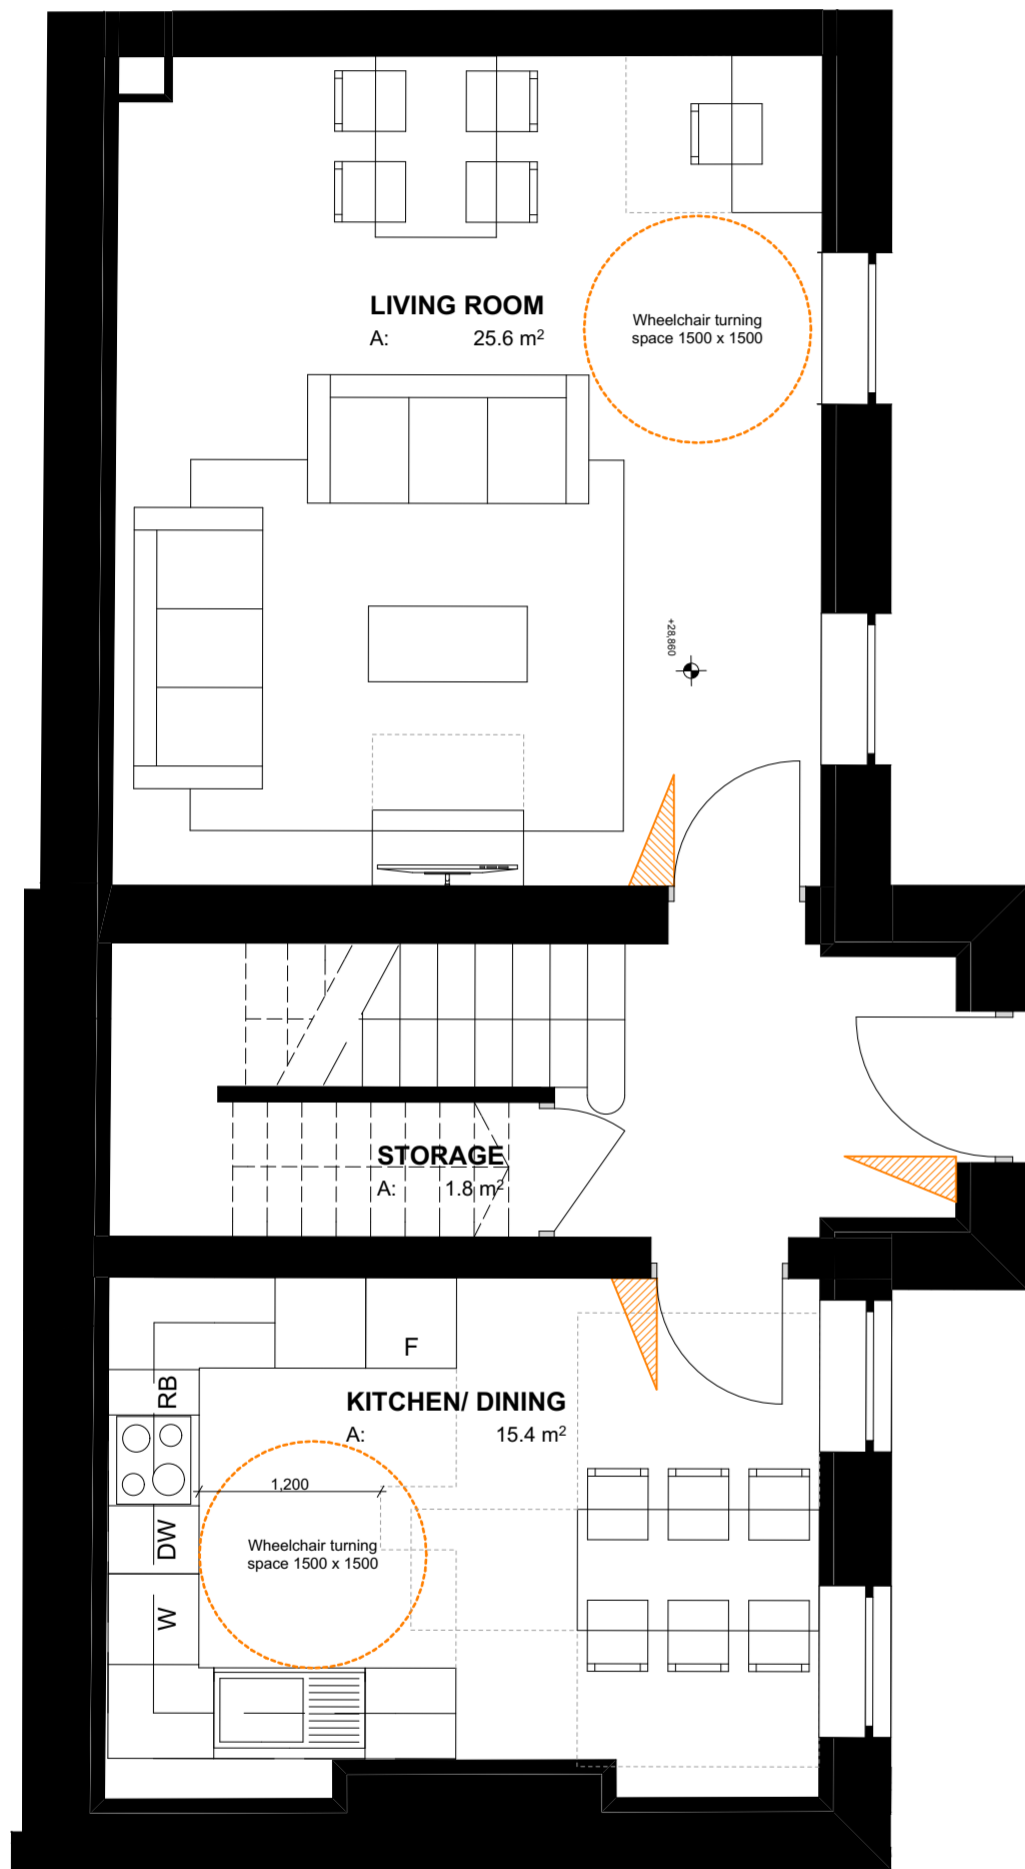 LIVING ROOM
A: 25.6 m²
Wheelchair turning
space 1500 x 1500
+28,860
STORAGE
A: 1.8 m²
F
RB
KITCHEN/ DINING
A: 15.4 m²
1,200
DW
Wheelchair turning
space 1500 x 1500
W